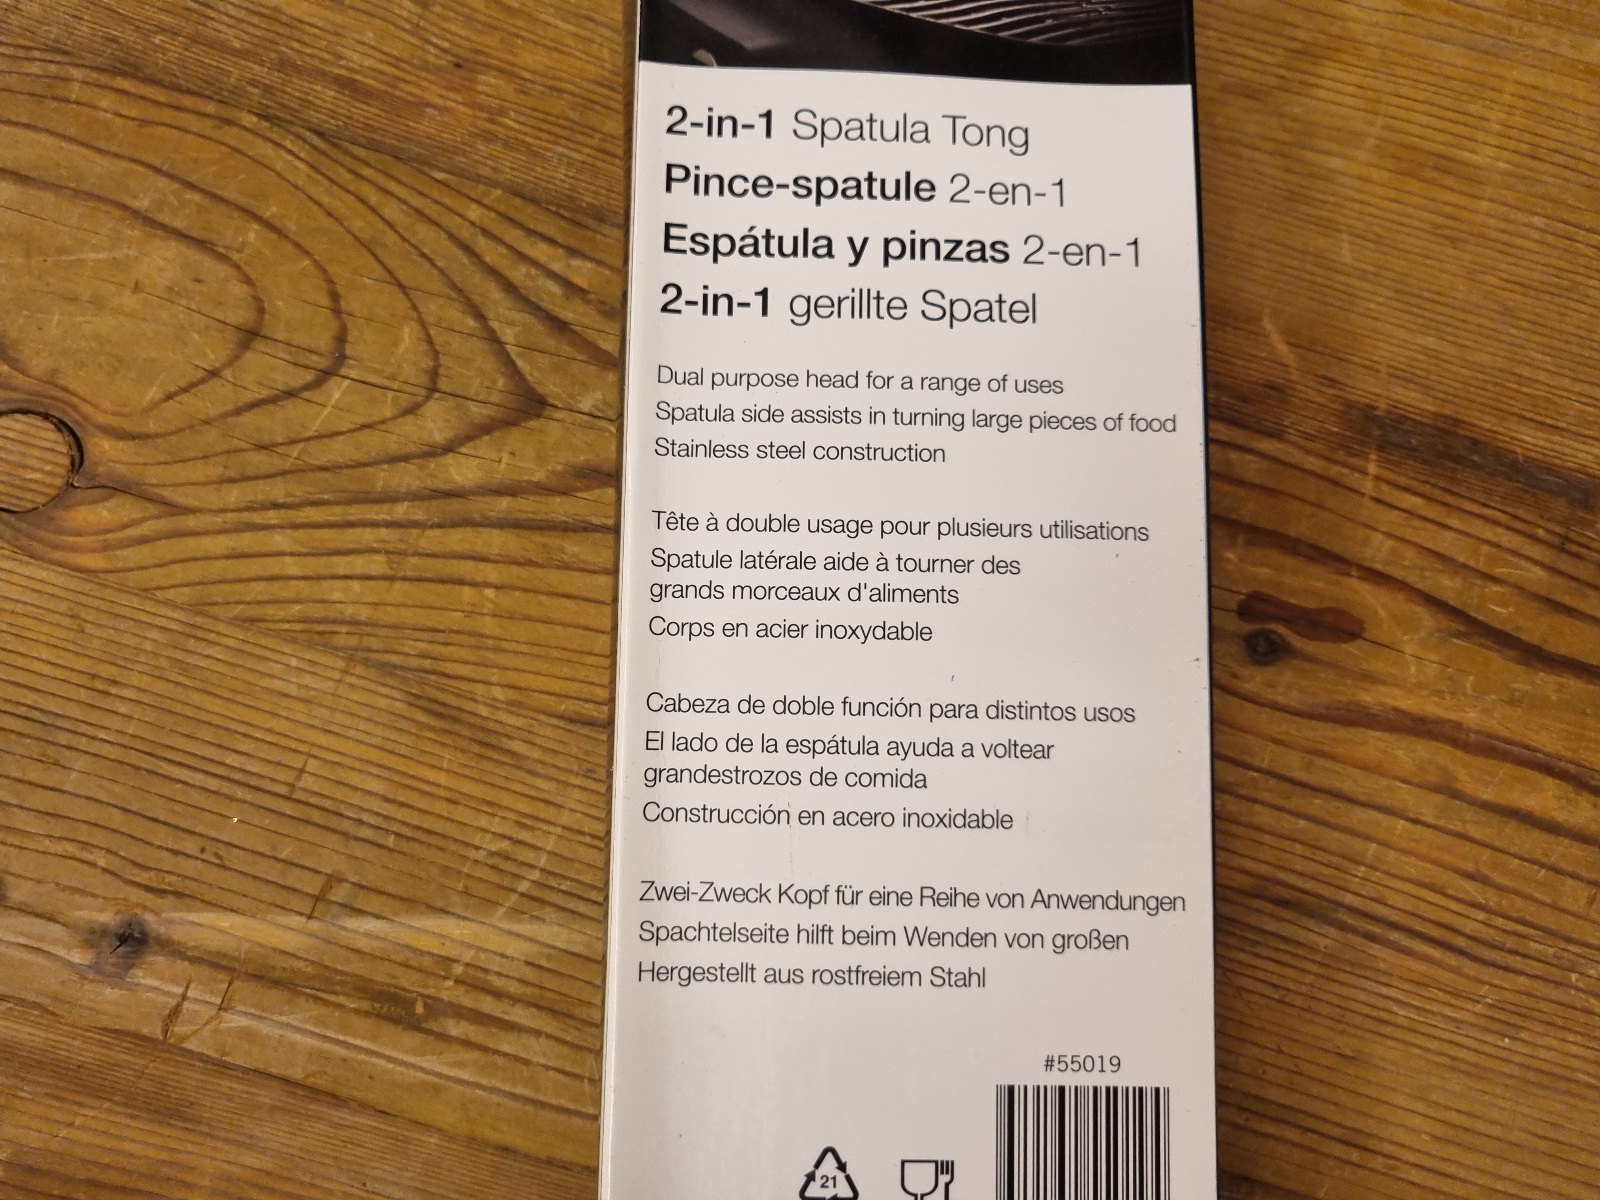 2-in-1 Spatula Tong
Pince-spatule 2-en-1
Espátula y pinzas 2-en-1
2-in-1 gerillte Spatel
Dual purpose head for a range of uses
Spatula side assists in turning large pieces of food
Stainless steel construction
Tête à double usage pour plusieurs utilisations
Spatule latérale aide à tourner des
grands morceaux d'aliments
Corps en acier inoxydable
Cabeza de doble función para distintos usos
El lado de la espátula ayuda a voltear
grandestrozos de comida
Construcción en acero inoxidable
Zwei-Zweck Kopf für eine Reihe von Anwendungen
Spachtelseite hilft beim Wenden von großen
Hergestellt aus rostfreiem Stahl
#55019
21